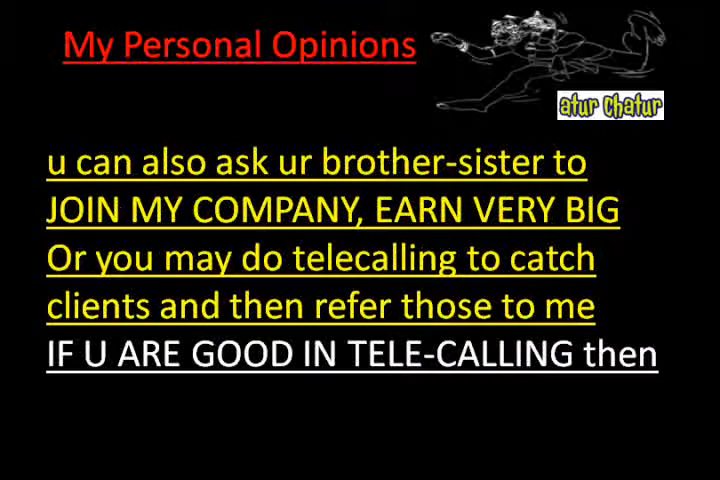 My Personal Opinions
atur chatur
u can also ask ur brother-sister to
JOIN MY COMPANY, EARN VERY BIG
Or you may do telecalling to catch
clients and then refer those to me
IF U ARE GOOD IN TELE-CALLING then